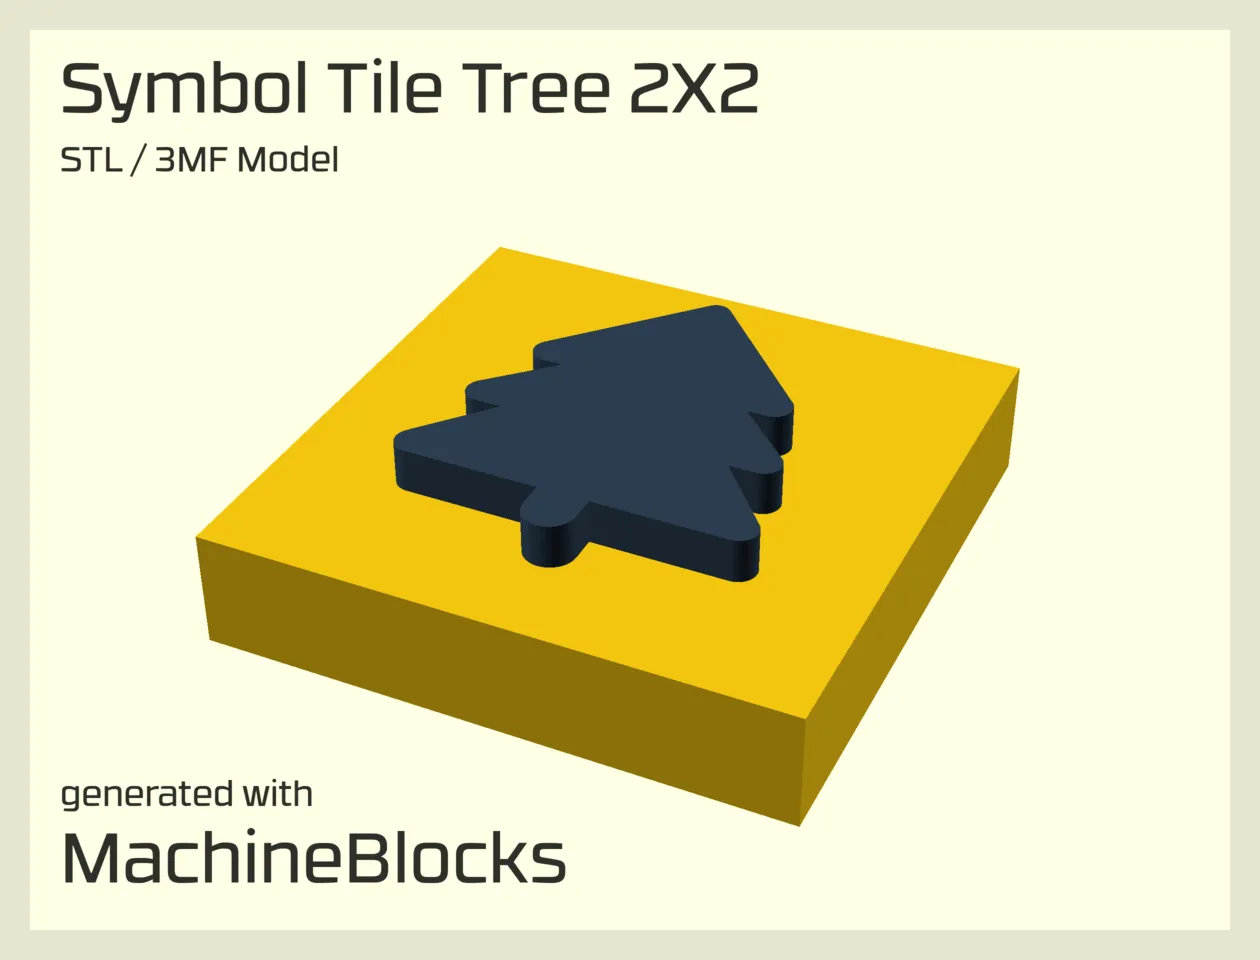 Symbol Tile Tree 2X2
STL / 3MF Model
generated with
MachineBlocks